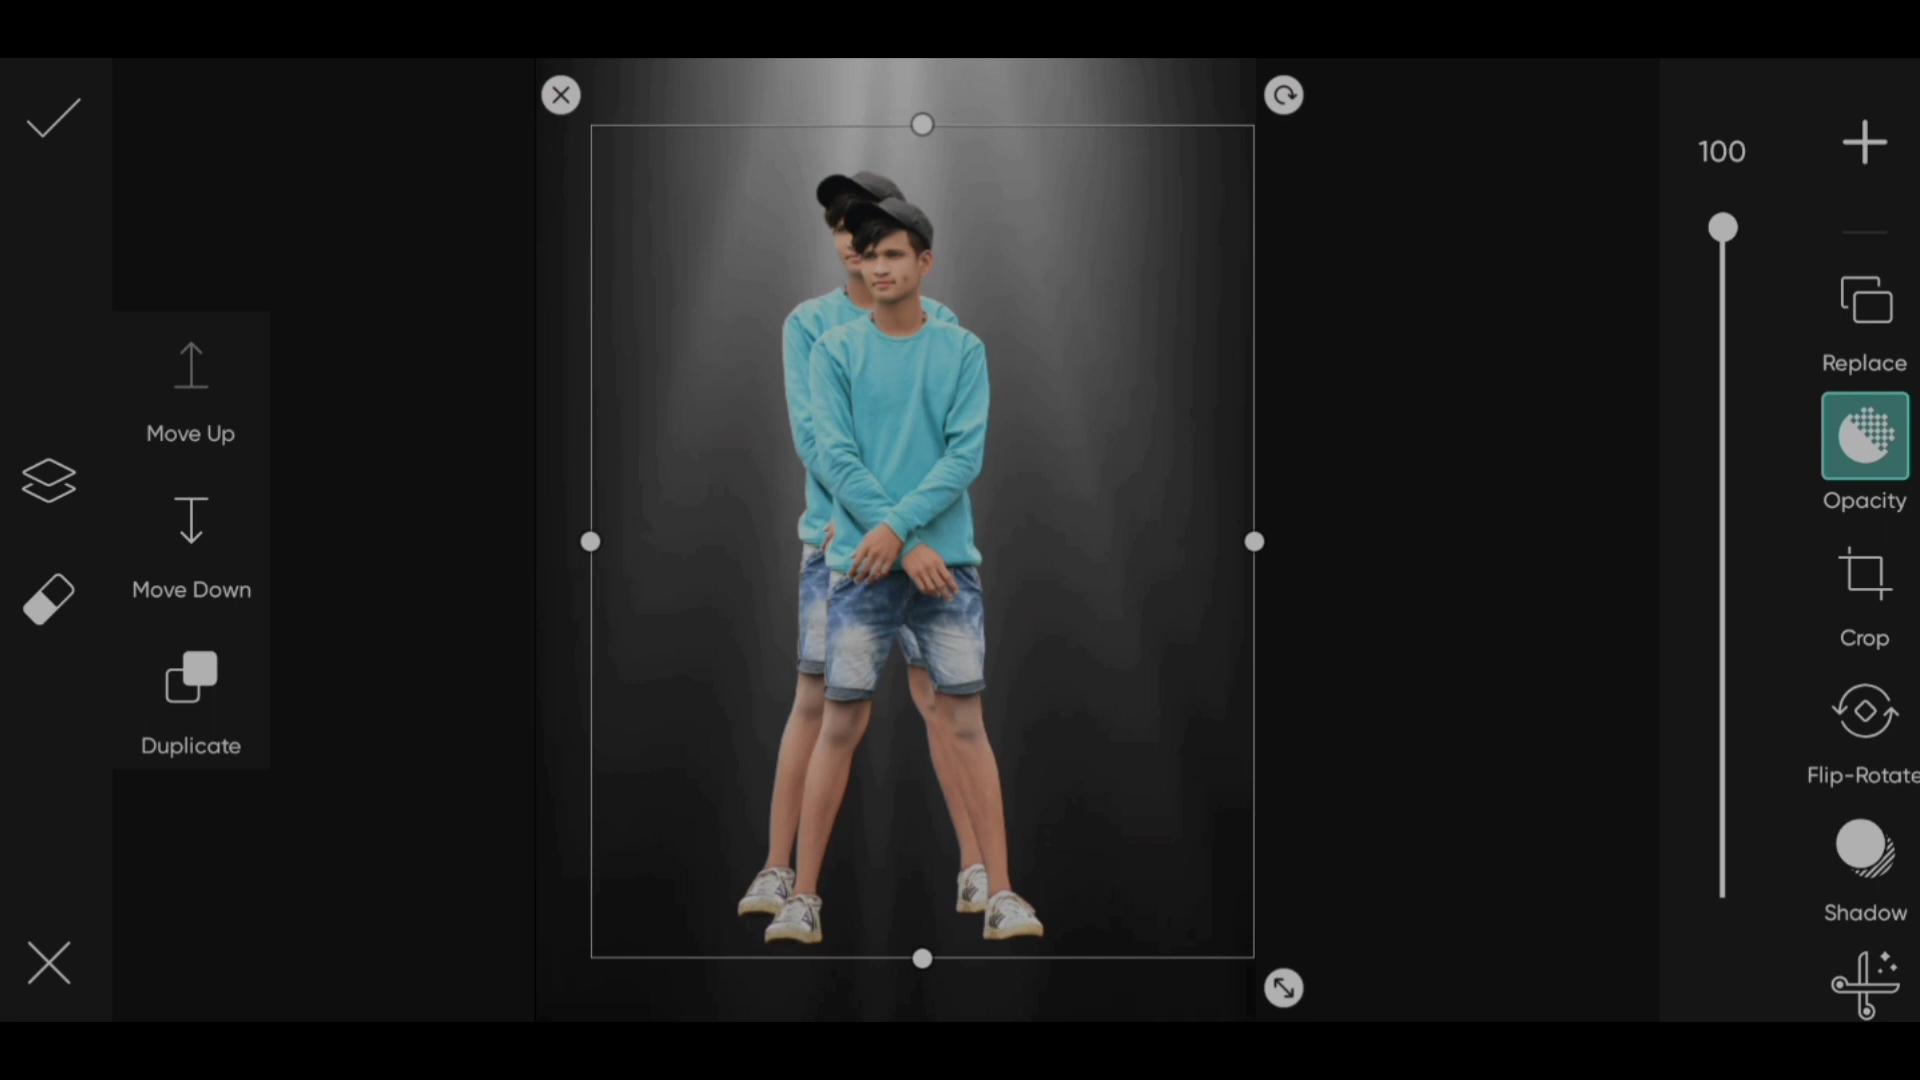 Move Up
Move Down
Duplicate
100
Replace
Opacity
Crop
Flip-Rotate
Shadow